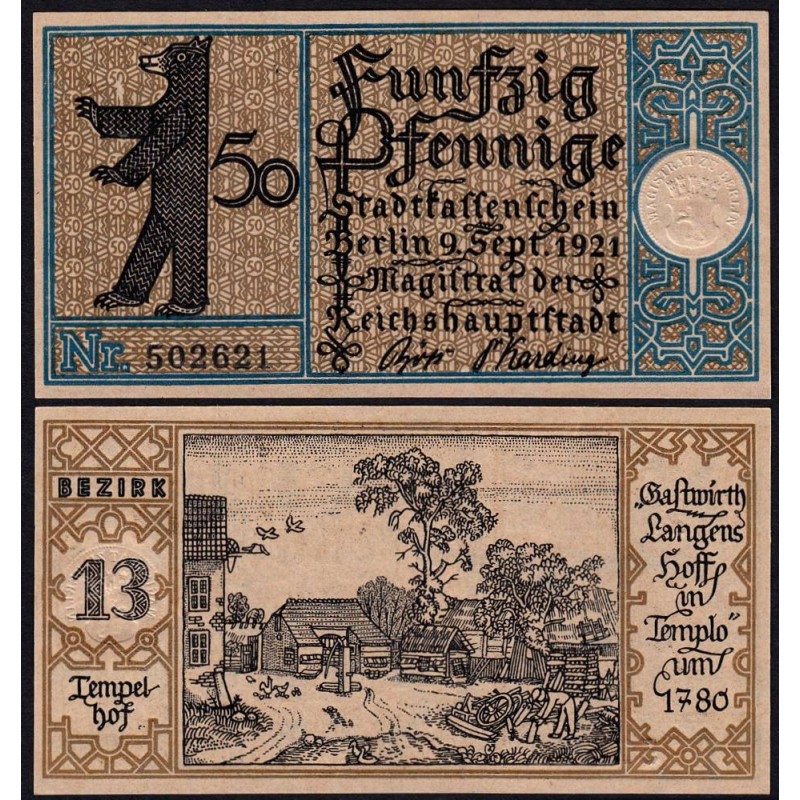 50
Funfzig
Pfennige
Stadtkassenschein
Berlin 9. Sept. 1921
Magistrat der
Reichshauptstadt
Nr. 502621
BEZIRK
13
Tempel-
hof
„Gastwirth
Langens
Hoff
in
Templo"
um
1780